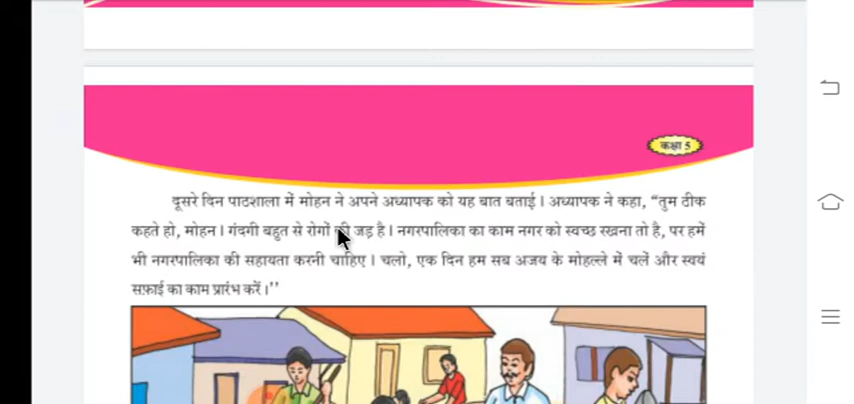 कक्षा 5
दूसरे दिन पाठशाला में मोहन ने अपने अध्यापक को यह बात बताई। अध्यापक ने कहा, “तुम ठीक
कहते हो, मोहन। गंदगी बहुत से रोगों की जड़ है। नगरपालिका का काम नगर को स्वच्छ रखना तो है, पर हमें
भी नगरपालिका की सहायता करनी चाहिए। चलो, एक दिन हम सब अजय के मोहल्ले में चलें और स्वयं
सफ़ाई का काम प्रारंभ करें।’’